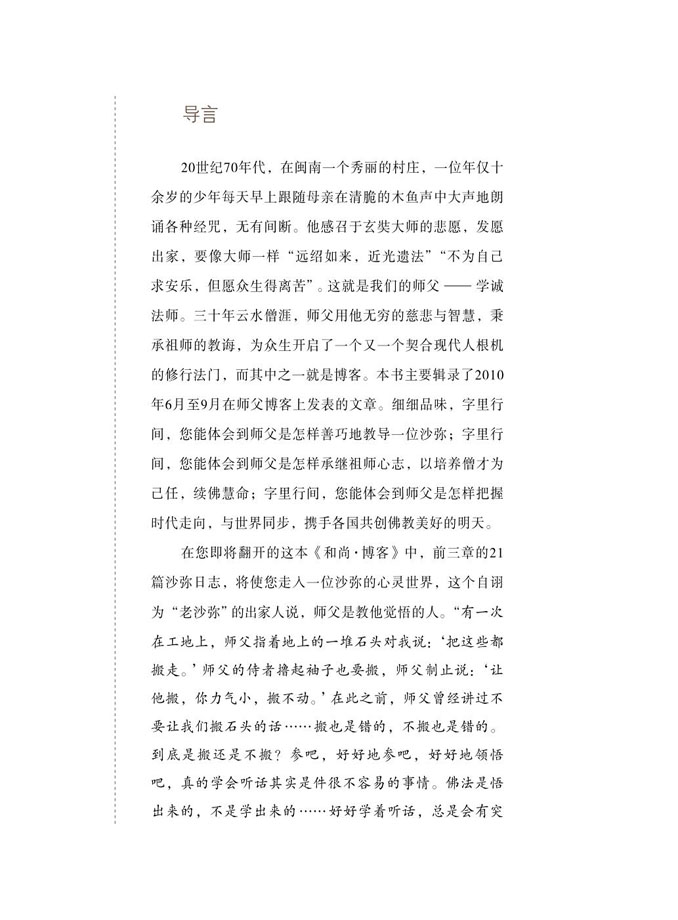 导言
20世纪70年代，在闽南一个秀丽的村庄，一位年仅十
余岁的少年每天早上跟随母亲在清脆的木鱼声中大声地朗
诵各种经咒，无有间断。他感召于玄奘大师的悲愿，发愿
出家，要像大师一样“远绍如来，近光遗法”“不为自己
求安乐，但愿众生得离苦”。这就是我们的师父 —— 学诚
法师。三十年云水僧涯，师父用他无穷的慈悲与智慧，秉
承祖师的教诲，为众生开启了一个又一个契合现代人根机
的修行法门，而其中之一就是博客。本书主要辑录了2010
年6月至9月在师父博客上发表的文章。细细品味，字里行
间，您能体会到师父是怎样善巧地教导一位沙弥；字里行
间，您能体会到师父是怎样承继祖师心志，以培养僧才为
己任，续佛慧命；字里行间，您能体会到师父是怎样把握
时代走向，与世界同步，携手各国共创佛教美好的明天。
在您即将翻开的这本《和尚·博客》中，前三章的21
篇沙弥日志，将使您走入一位沙弥的心灵世界，这个自诩
为“老沙弥”的出家人说，师父是教他觉悟的人。“有一次
在工地上，师父指着地上的一堆石头对我说：‘把这些都
搬走。’师父的侍者撸起袖子也要搬，师父制止说：‘让
他搬，你力气小，搬不动。’在此之前，师父曾经讲过不
要让我们搬石头的话……搬也是错的，不搬也是错的。
到底是搬还是不搬？参吧，好好地参吧，好好地领悟
吧，真的学会听话其实是件很不容易的事情。佛法是悟
出来的，不是学出来的……好好学着听话，总是会有突